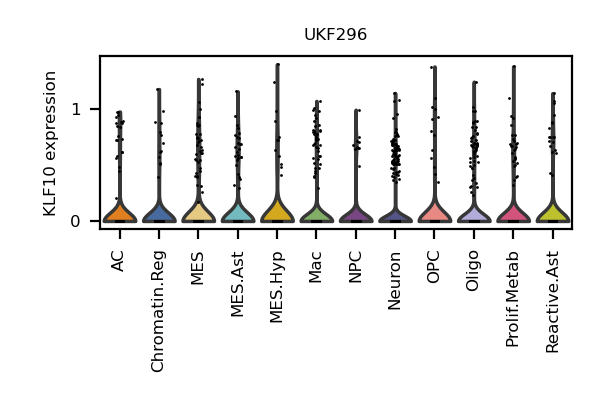 UKF296
KLF10 expression
1
0
AC
Chromatin.Reg
MES
MES.Ast
MES.Hyp
Mac
NPC
Neuron
OPC
Oligo
Prolif.Metab
Reactive.Ast